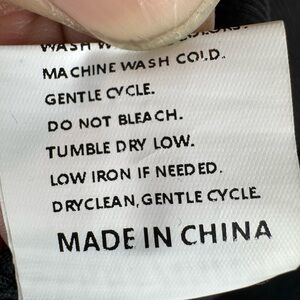 WASH W COLORS.
MACHINE WASH COLD.
GENTLE CYCLE.
DO NOT BLEACH.
TUMBLE DRY LOW.
LOW IRON IF NEEDED.
DRYCLEAN,GENTLE CYCLE
MADE IN CHINA